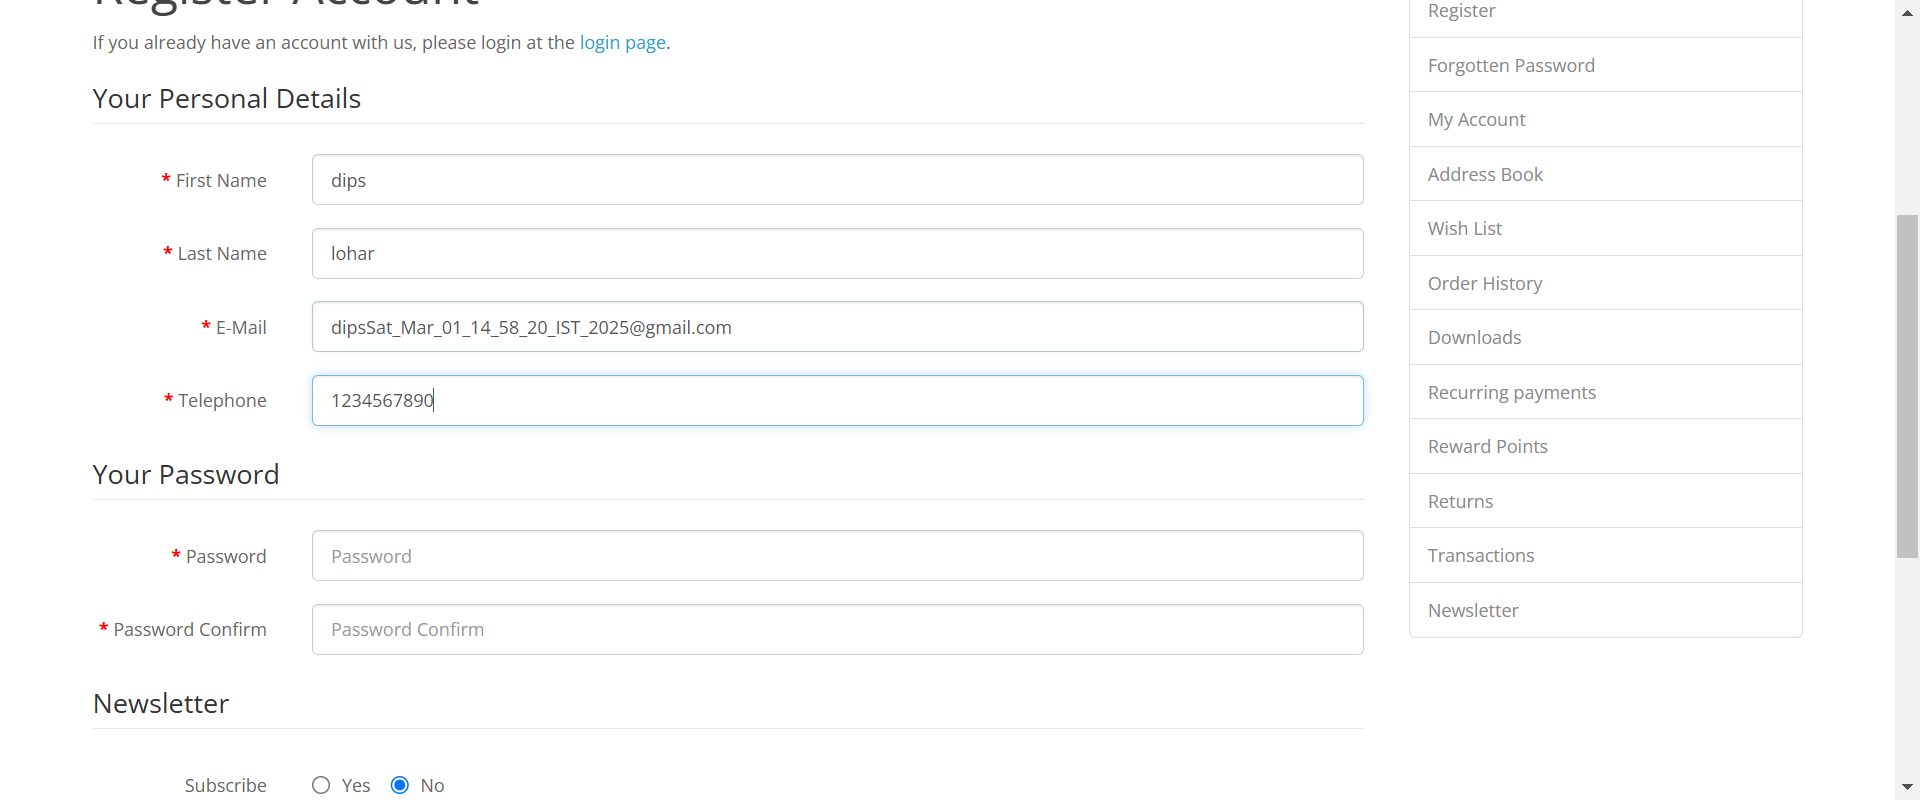 Register Account
If you already have an account with us, please login at the login page.
Your Personal Details
* First Name
dips
* Last Name
lohar
* E-Mail
dipsSat_Mar_01_14_58_20_IST_2025@gmail.com
* Telephone
1234567890
Your Password
* Password
Password
* Password Confirm
Password Confirm
Newsletter
Subscribe
Yes
No
Register
Forgotten Password
My Account
Address Book
Wish List
Order History
Downloads
Recurring payments
Reward Points
Returns
Transactions
Newsletter